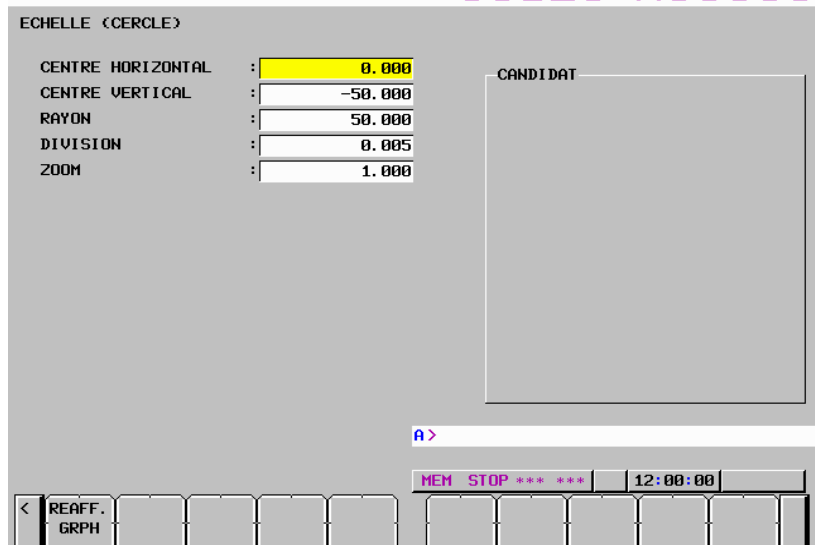 ECHELLE (CERCLE)
CENTRE HORIZONTAL : 0.000
CENTRE VERTICAL : -50.000
RAYON : 50.000
DIVISION : 0.005
ZOOM : 1.000
CANDIDAT
A>
MEM STOP *** *** 12:00:00
< REAFF.
GRPH